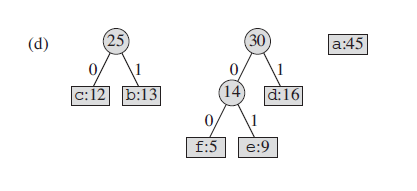 (d) 25 30 a:45
0 1 0 1
c:12 b:13 14 d:16
0 1
f:5 e:9